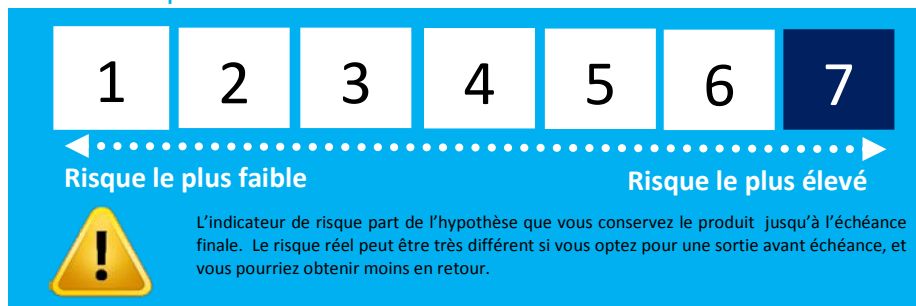 1 2 3 4 5 6 7
Risque le plus faible Risque le plus élevé
L'indicateur de risque part de l'hypothèse que vous conservez le produit jusqu'à l'échéance
finale. Le risque réel peut être très différent si vous optez pour une sortie avant échéance, et
vous pourriez obtenir moins en retour.